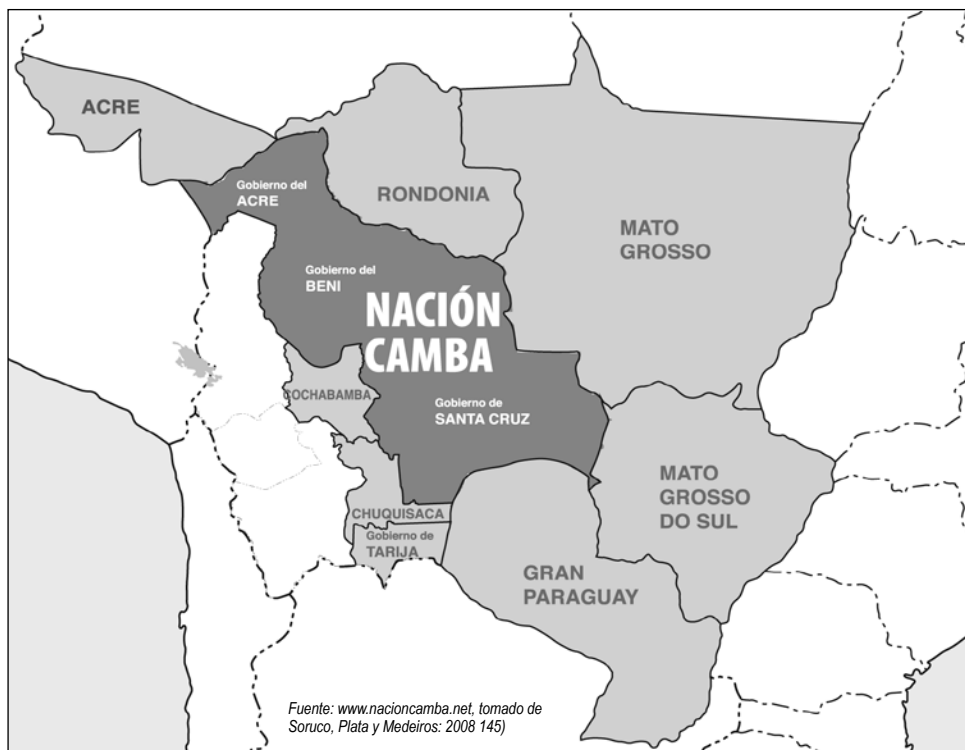 ACRE
Gobierno del
ACRE
RONDONIA
MATO
GROSSO
Gobierno del
BENI
NACIÓN
CAMBA
COCHABAMBA
Gobierno de
SANTA CRUZ
MATO
GROSSO
DO SUL
CHUQUISACA
Gobierno de
TARIJA
GRAN
PARAGUAY
Fuente: www.nacioncamba.net, tomado de
Soruco, Plata y Medeiros: 2008 145)